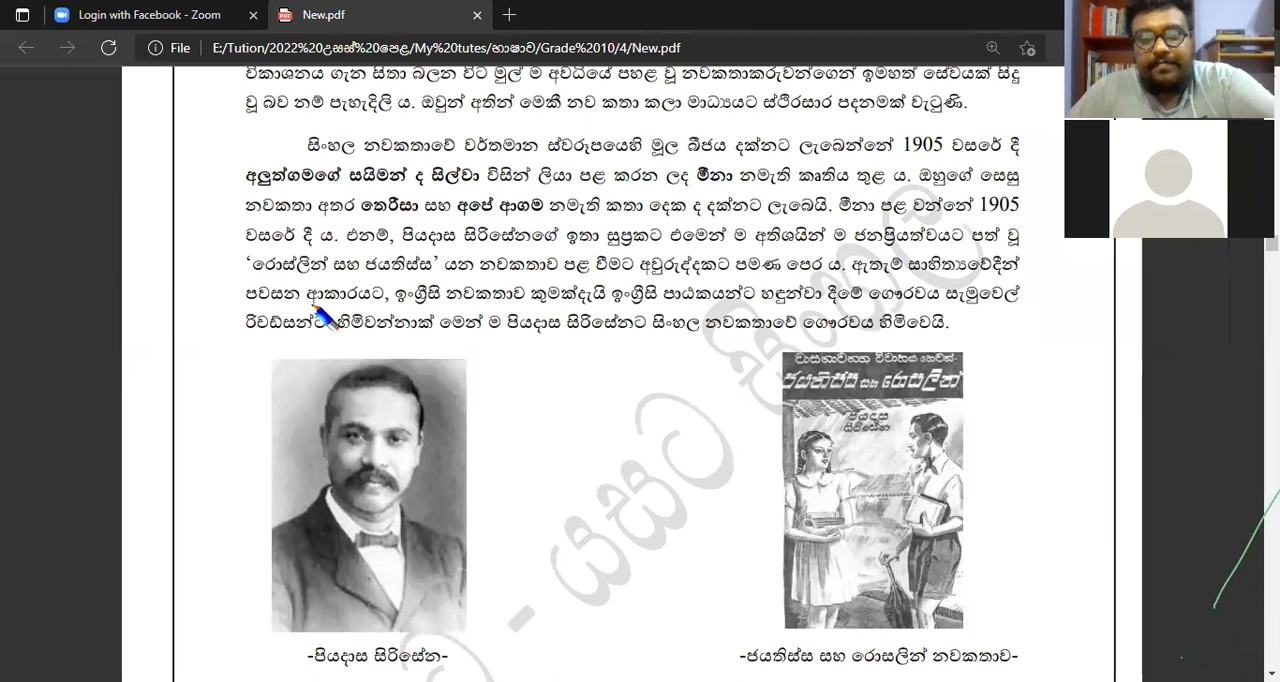 Login with Facebook - Zoom
New.pdf
File
E:/Tution/2022%20උසස්%20පෙළ/My%20tutes/භාෂාව/Grade%2010/4/New.pdf
විකාශනය ගැන සිතා බලන විට මුල් ම අවධියේ පහළ වූ නවකතාකරුවන්ගෙන් ඉමහත් සේවයක් සිදු
වූ බව නම් පැහැදිලි ය. ඔවුන් අතින් මෙකී නව කතා කලා මාධ්‍යයට ස්ථිරසාර පදනමක් වැටුණි.
සිංහල නවකතාවේ වර්තමාන ස්වරූපයෙහි මූල බීජය දක්නට ලැබෙන්නේ 1905 වසරේ දී
අලුත්ගමගේ සයිමන් ද සිල්වා විසින් ලියා පළ කරන ලද මීනා නමැති කෘතිය තුළ ය. ඔහුගේ සෙසු
නවකතා අතර තෙරීසා සහ අපේ ආගම නමැති කතා දෙක ද දක්නට ලැබෙයි. මීනා පළ වන්නේ 1905
වසරේ දී ය. එනම්, පියදාස සිරිසේනගේ ඉතා සුප්‍රකට එමෙන් ම අතිශයින් ම ජනප්‍රියත්වයට පත් වූ
‘රොස්ලින් සහ ජයතිස්ස’ යන නවකතාව පළ වීමට අවුරුද්දකට පමණ පෙර ය. ඇතැම් සාහිත්‍යවේදීන්
පවසන ආකාරයට, ඉංග්‍රීසි නවකතාව කුමක්දැයි ඉංග්‍රීසි පාඨකයන්ට හඳුන්වා දීමේ ගෞරවය සැමුවෙල්
රිචඩ්සන්ට හිමිවන්නාක් මෙන් ම පියදාස සිරිසේනට සිංහල නවකතාවේ ගෞරවය හිමිවෙයි.
වාසනාවන්ත විවාහය හෙවත්
ජයතිස්ස සහ රොසලින්
පියදාස
සිරිසේන
-පියදාස සිරිසේන-
-ජයතිස්ස සහ රොසලින් නවකතාව-